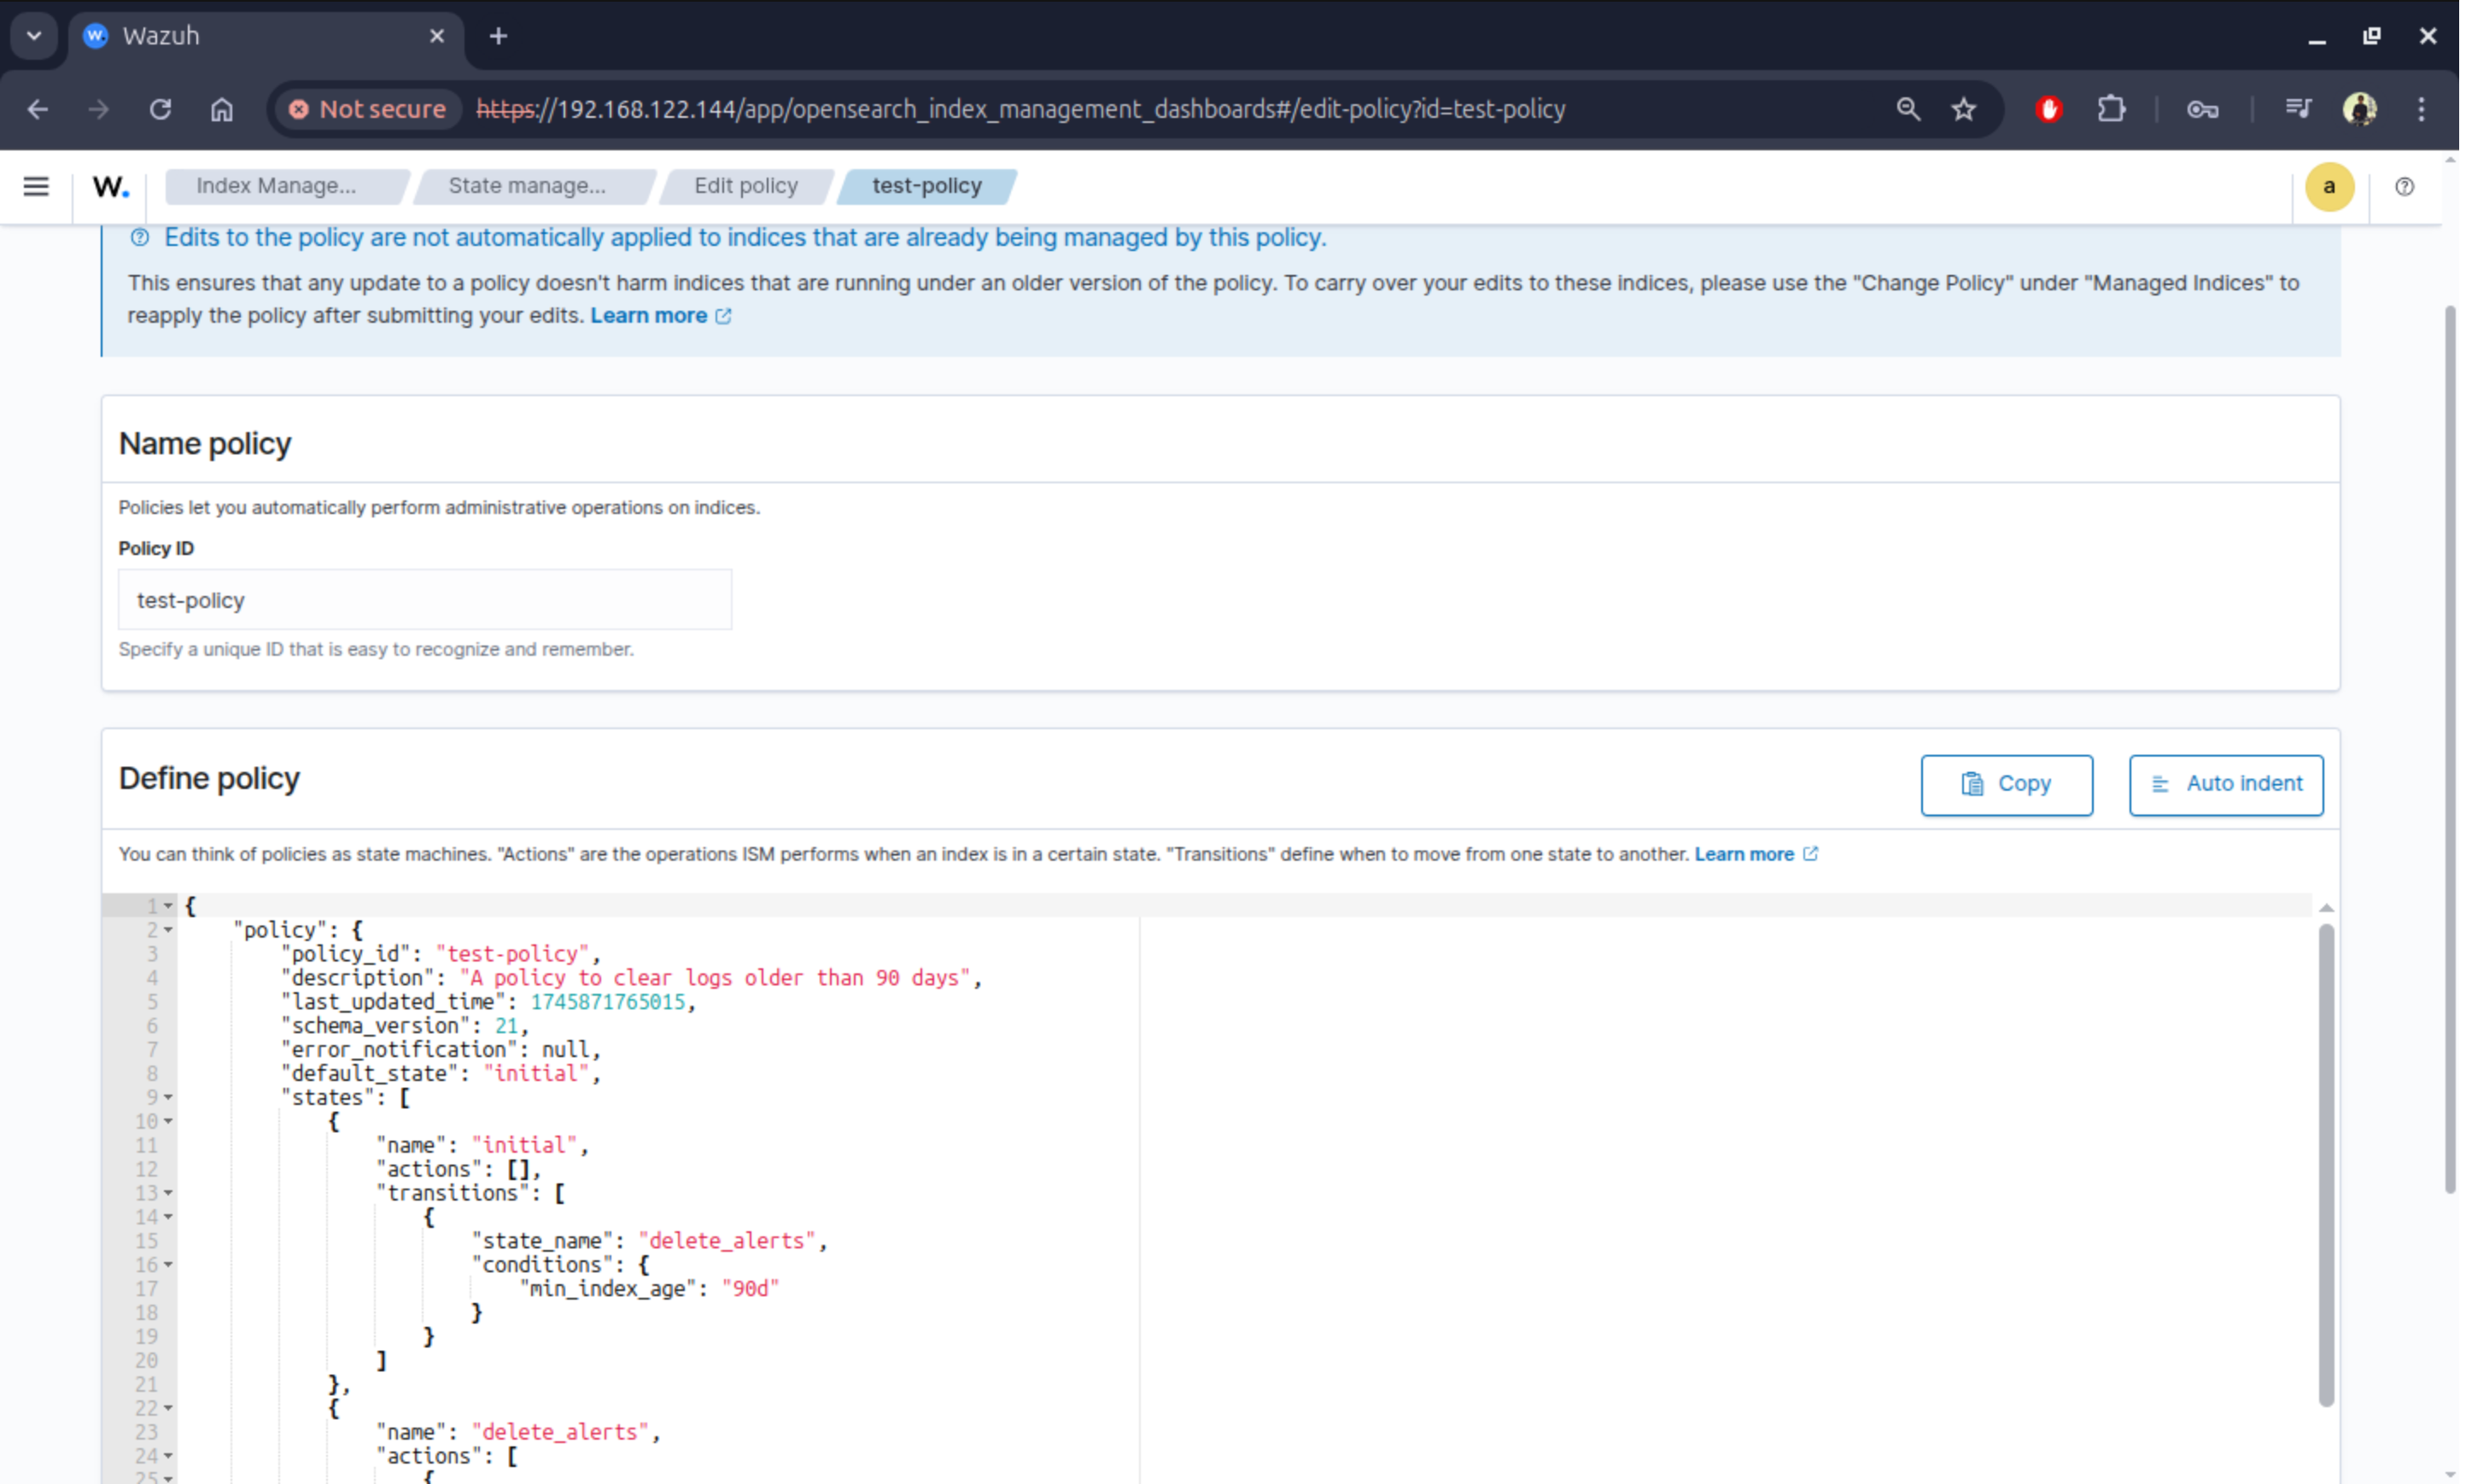 Wazuh
Not secure https://192.168.122.144/app/opensearch_index_management_dashboards#/edit-policy?id=test-policy
W. Index Manage... State manage... Edit policy test-policy a
Edits to the policy are not automatically applied to indices that are already being managed by this policy.
This ensures that any update to a policy doesn't harm indices that are running under an older version of the policy. To carry over your edits to these indices, please use the "Change Policy" under "Managed Indices" to
reapply the policy after submitting your edits. Learn more
Name policy
Policies let you automatically perform administrative operations on indices.
Policy ID
test-policy
Specify a unique ID that is easy to recognize and remember.
Define policy Copy Auto indent
You can think of policies as state machines. "Actions" are the operations ISM performs when an index is in a certain state. "Transitions" define when to move from one state to another. Learn more
1 {
2 "policy": {
3 "policy_id": "test-policy",
4 "description": "A policy to clear logs older than 90 days",
5 "last_updated_time": 1745871765015,
6 "schema_version": 21,
7 "error_notification": null,
8 "default_state": "initial",
9 "states": [
10 {
11 "name": "initial",
12 "actions": [],
13 "transitions": [
14 {
15 "state_name": "delete_alerts",
16 "conditions": {
17 "min_index_age": "90d"
18 }
19 }
20 ]
21 },
22 {
23 "name": "delete_alerts",
24 "actions": [
25 {